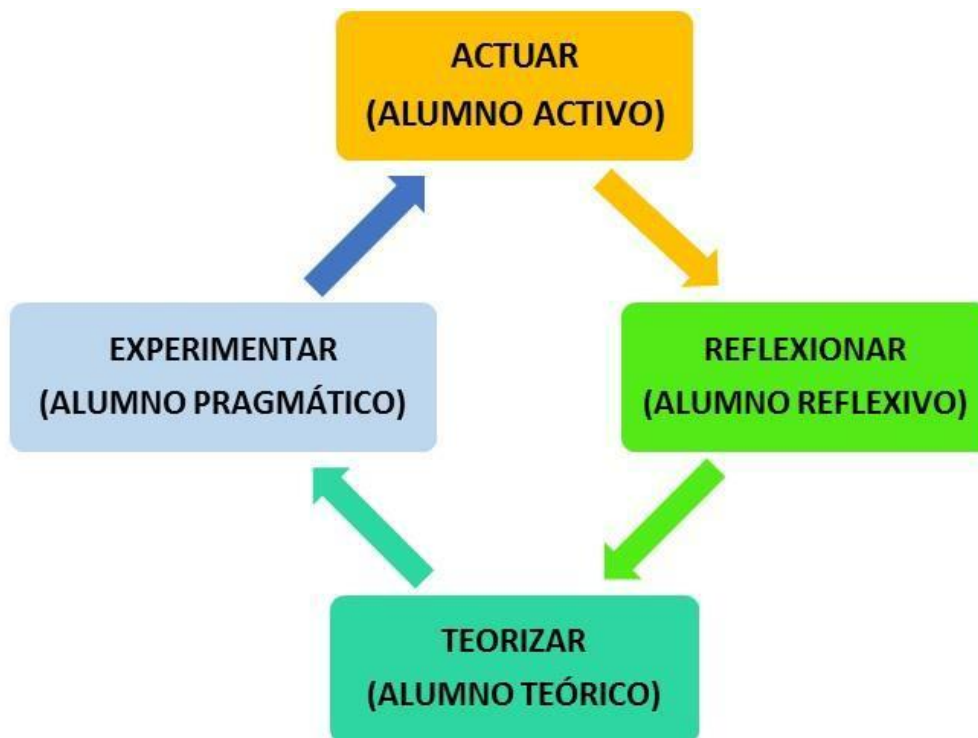 ACTUAR
(ALUMNO ACTIVO)
EXPERIMENTAR
(ALUMNO PRAGMÁTICO)
REFLEXIONAR
(ALUMNO REFLEXIVO)
TEORIZAR
(ALUMNO TEÓRICO)